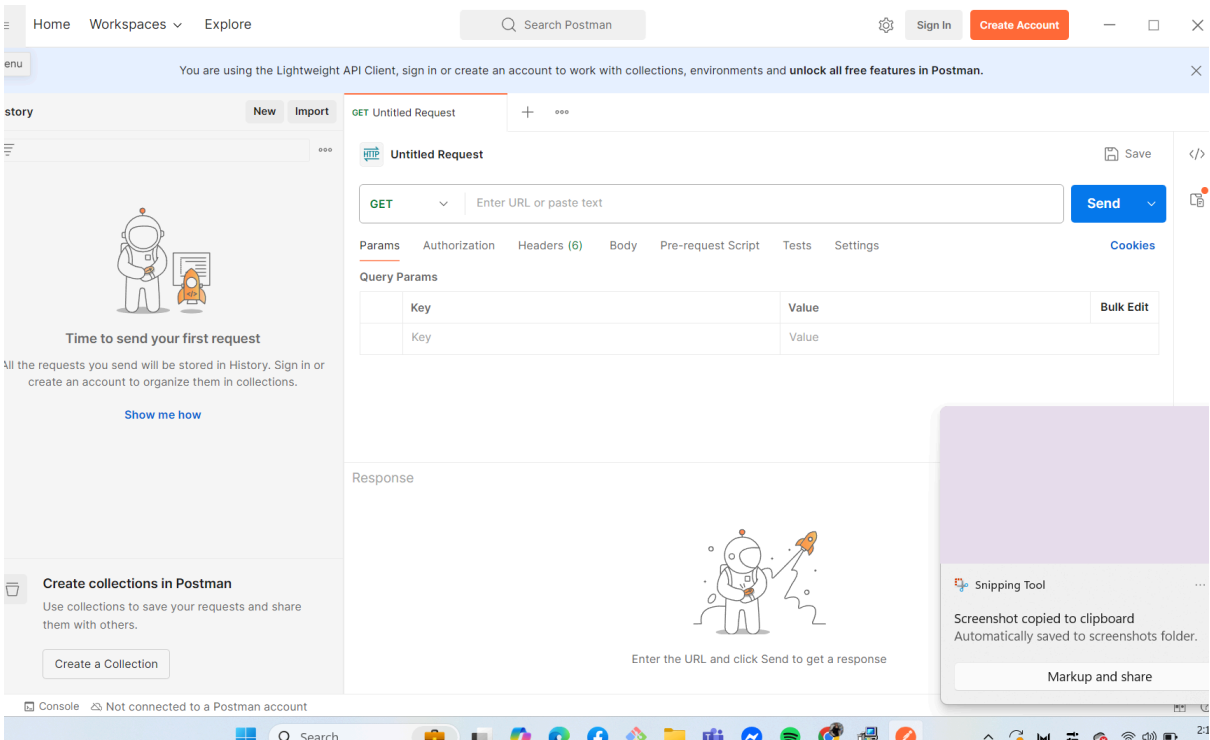 Home Workspaces Explore Search Postman Sign In Create Account
enu
You are using the Lightweight API Client, sign in or create an account to work with collections, environments and unlock all free features in Postman.
story New Import
GET Untitled Request
HTTP Untitled Request Save </>
GET Enter URL or paste text Send
Params Authorization Headers (6) Body Pre-request Script Tests Settings Cookies
Query Params
Key Value Bulk Edit
Key Value
Time to send your first request
All the requests you send will be stored in History. Sign in or
create an account to organize them in collections.
Show me how
Response
Create collections in Postman
Use collections to save your requests and share
them with others.
Create a Collection
Enter the URL and click Send to get a response
Snipping Tool
Screenshot copied to clipboard
Automatically saved to screenshots folder.
Markup and share
Console Not connected to a Postman account
Search
2:1